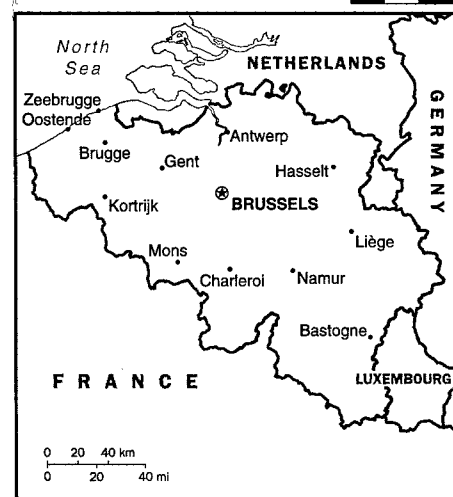 North
Sea
NETHERLANDS
GERMANY
Zeebrugge
Oostende
Antwerp
Brugge
Gent
Hasselt
BRUSSELS
Kortrijk
Liège
Mons
Charleroi
Namur
Bastogne
FRANCE
LUXEMBOURG
0 20 40 km
0 20 40 mi